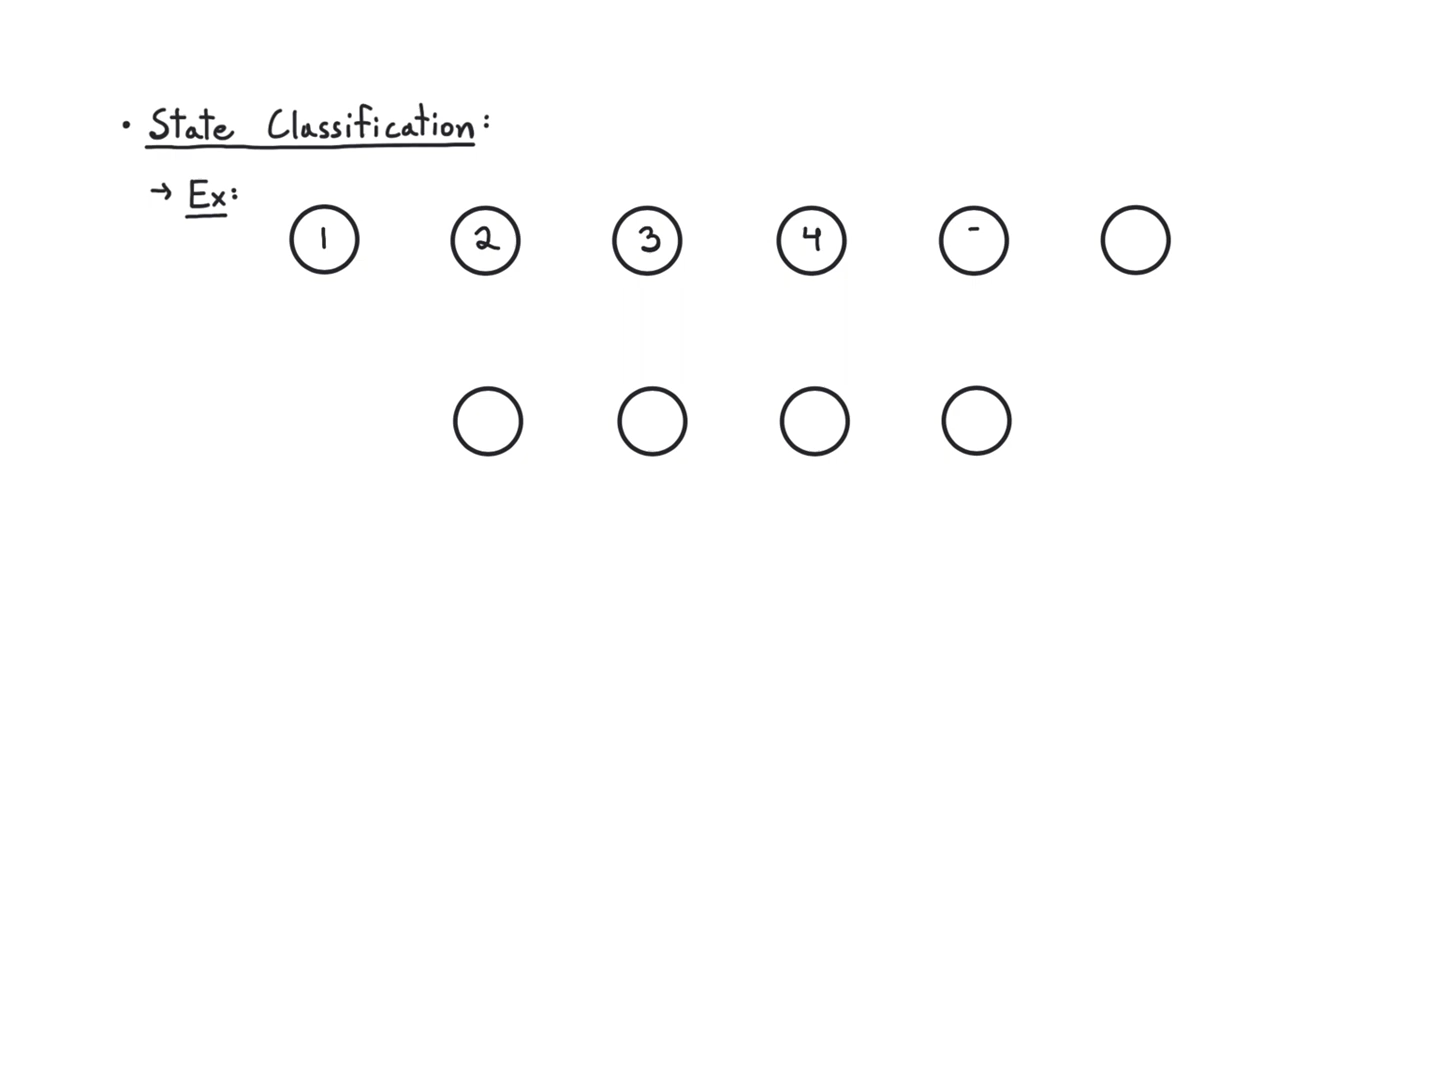 • State Classification:
→ Ex:
1 2 3 4 -